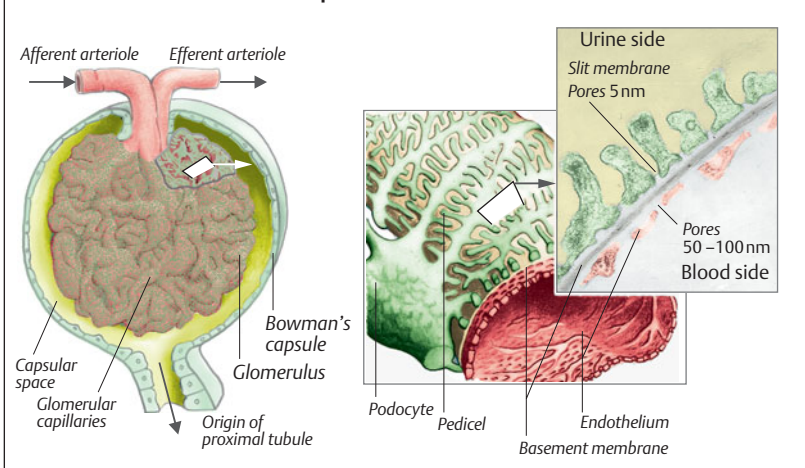 Afferent arteriole
Efferent arteriole
Bowman's
capsule
Glomerulus
Capsular
space
Glomerular
capillaries
Origin of
proximal tubule
Urine side
Slit membrane
Pores 5 nm
Pores
50–100 nm
Blood side
Podocyte
Pedicel
Endothelium
Basement membrane